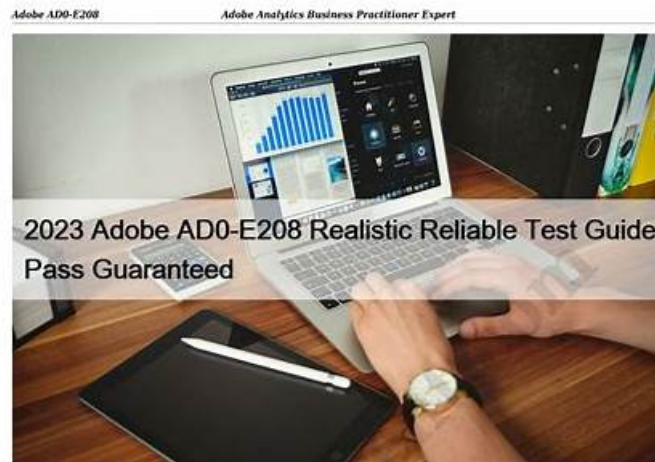 Adobe AD0-E208 Adobe Analytics Business Practitioner Expert
2023 Adobe AD0-E208 Realistic Reliable Test Guide
Pass Guaranteed